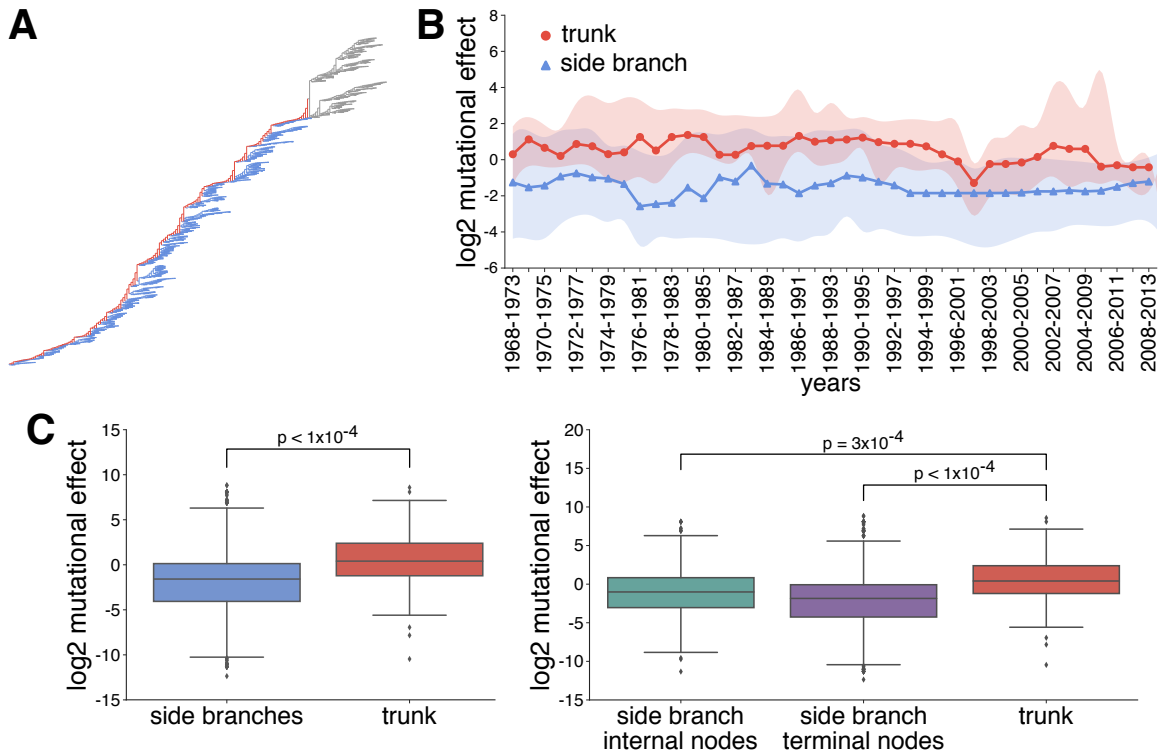 A
B
log2 mutational effect
8
6
4
2
0
-2
-4
-6
trunk
side branch
1968-1973
1970-1975
1972-1977
1974-1979
1976-1981
1978-1983
1980-1985
1982-1987
1984-1989
1986-1991
1988-1993
1990-1995
1992-1997
1994-1999
1996-2001
1998-2003
2000-2005
2002-2007
2004-2009
2006-2011
2008-2013
years
C
log2 mutational effect
15
10
5
0
-5
-10
-15
p < 1x10-4
side branches
trunk
log2 mutational effect
20
15
10
5
0
-5
-10
-15
p = 3x10-4
p < 1x10-4
side branch
internal nodes
side branch
terminal nodes
trunk